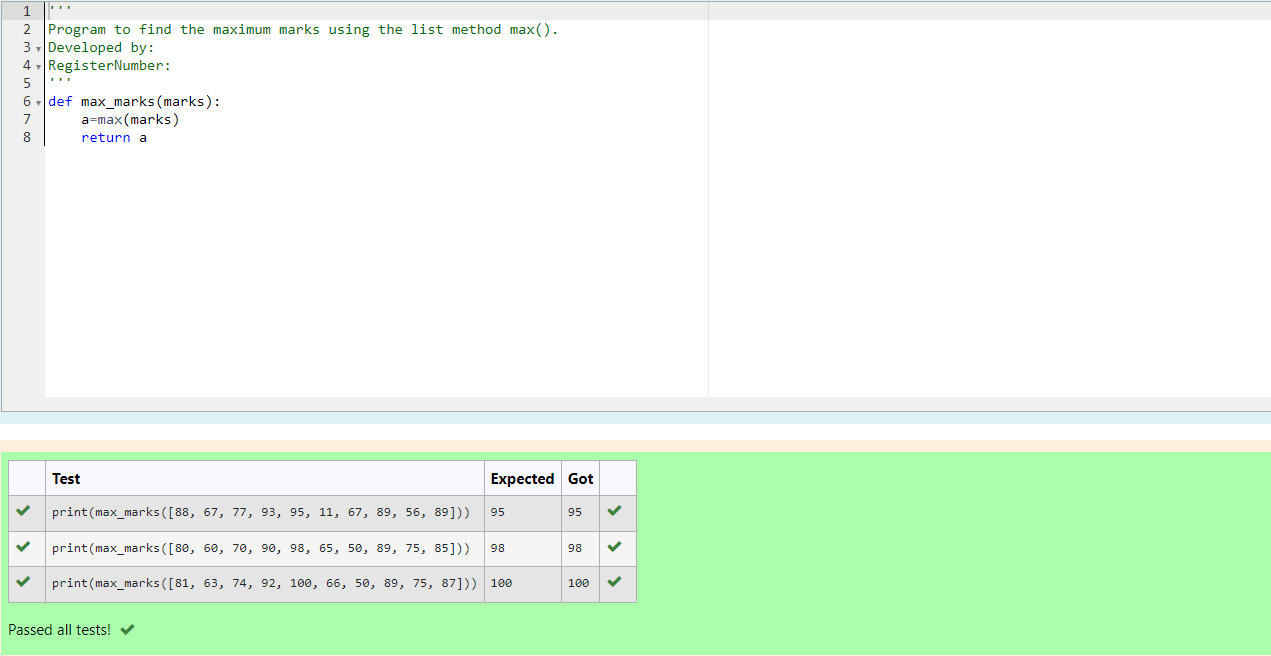 1 '''
2 Program to find the maximum marks using the list method max().
3 Developed by:
4 RegisterNumber:
5 '''
6 def max_marks(marks):
7     a=max(marks)
8     return a
Test Expected Got
print(max_marks([88, 67, 77, 93, 95, 11, 67, 89, 56, 89])) 95 95
print(max_marks([80, 60, 70, 90, 98, 65, 50, 89, 75, 85])) 98 98
print(max_marks([81, 63, 74, 92, 100, 66, 50, 89, 75, 87])) 100 100
Passed all tests!